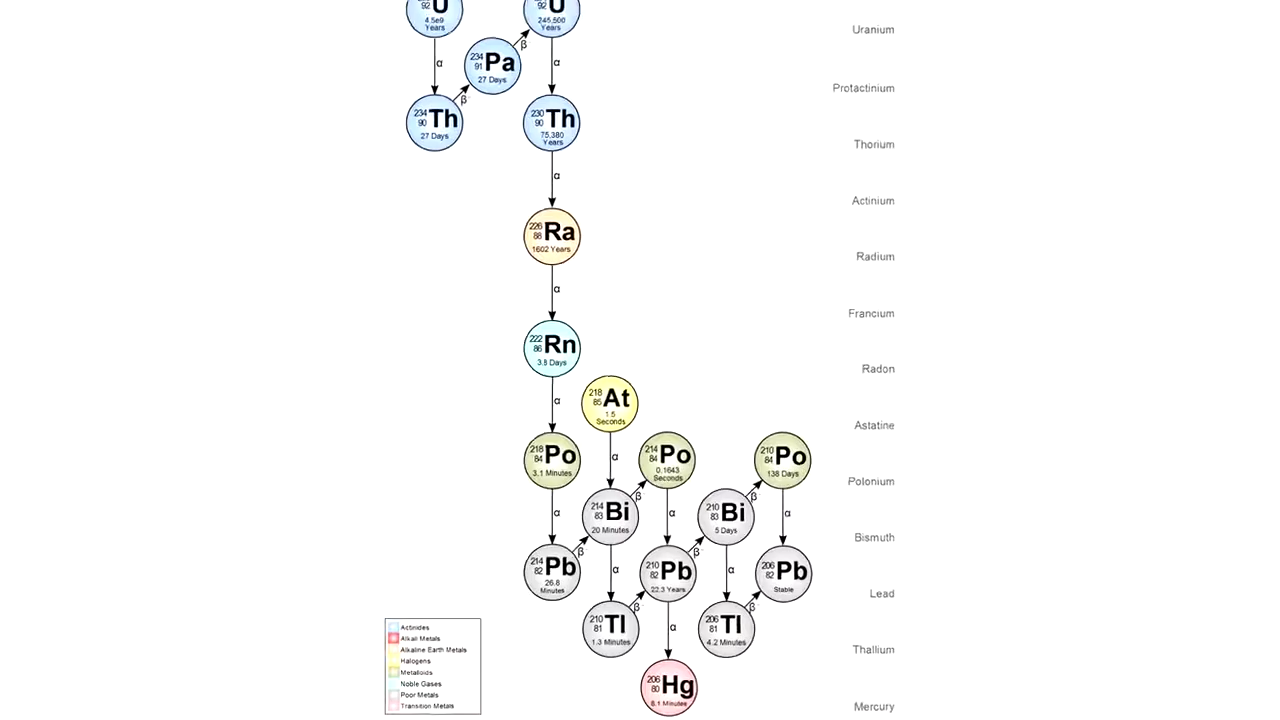 92 U
4.5e9
Years
92 U
245,500
Years
Uranium
β
234
91 Pa
27 Days
α
α
Protactinium
β
234
90 Th
27 Days
230
90 Th
75,380
Years
Thorium
α
Actinium
226
88 Ra
1602 Years
Radium
α
Francium
222
86 Rn
3.8 Days
Radon
α
218
85 At
1.5
Seconds
Astatine
218
84 Po
3.1 Minutes
α
214
84 Po
0.1643
Seconds
210
84 Po
138 Days
Polonium
β
β
α
214
83 Bi
20 Minutes
α
210
83 Bi
5 Days
α
Bismuth
β
β⁻
214
82 Pb
26.8
Minutes
α
210
82 Pb
22.3 Years
α
206
82 Pb
Stable
Lead
β⁻
β⁻
210
81 Tl
1.3 Minutes
α
206
81 Tl
4.2 Minutes
Thallium
206
80 Hg
8.1 Minutes
Mercury
Actinides
Alkali Metals
Alkaline Earth Metals
Halogens
Metalloids
Noble Gases
Poor Metals
Transition Metals